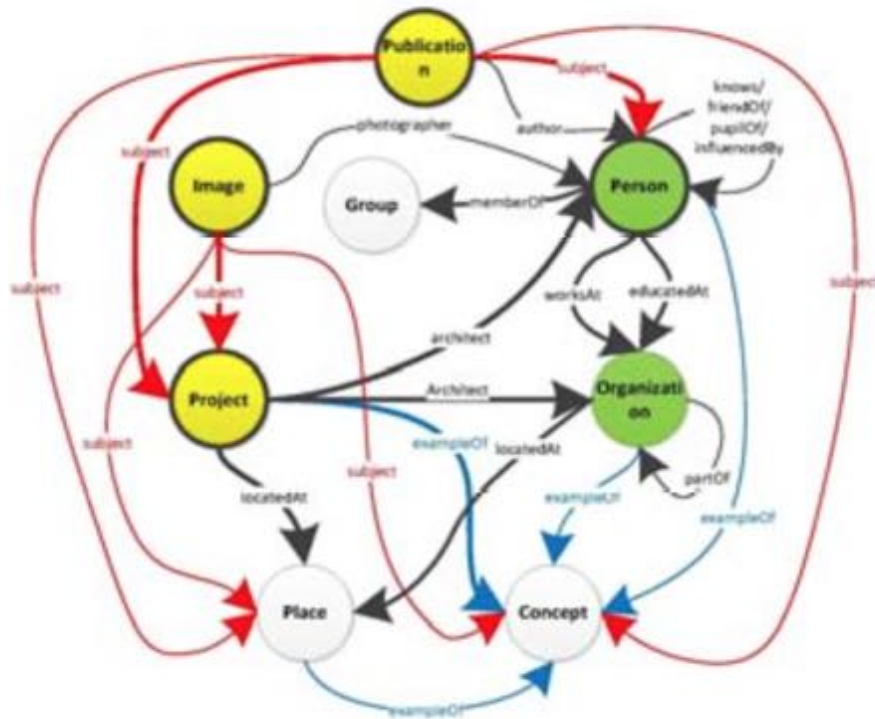 Publicatio
n
subject
knows/
friendOf/
pupilOf/
influencedBy
photographer
author
subject
Image
Person
Group
memberOf
subject
subject
subject
worksAt
educatedAt
architect
Project
Architect
Organizati
on
exampleOf
locatedAt
subject
subject
partOf
locatedAt
exampleOf
exampleOf
Place
Concept
exampleOf